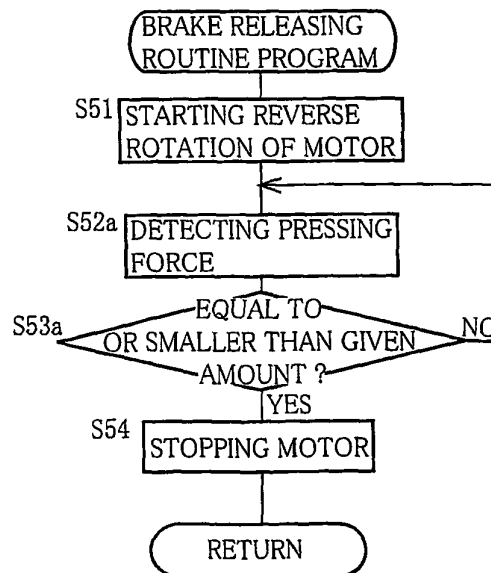 BRAKE RELEASING
ROUTINE PROGRAM
S51
STARTING REVERSE
ROTATION OF MOTOR
S52a
DETECTING PRESSING
FORCE
S53a
EQUAL TO
OR SMALLER THAN GIVEN
AMOUNT ?
NO
YES
S54
STOPPING MOTOR
RETURN